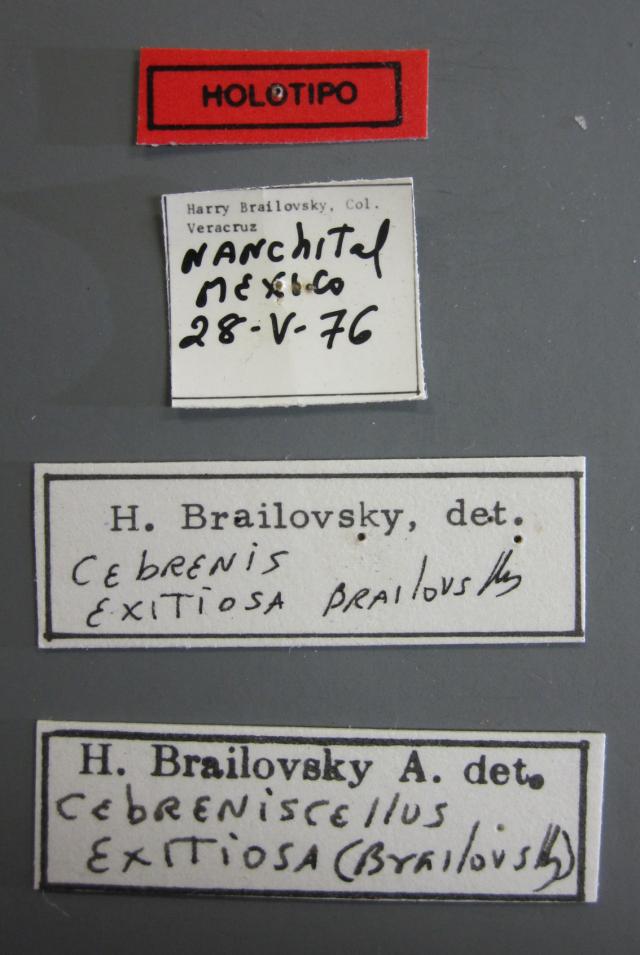 HOLOTIPO
Harry Brailovsky, Col.
Veracruz
NANChITal
MEXICO
28-V-76
H. Brailovsky, det.
CEbRENIS
EXITIOSA BRAIlOVSky
H. Brailovsky A. det.
CEbRENISCEllUS
EXITIOSA (BrAIlOVSky)